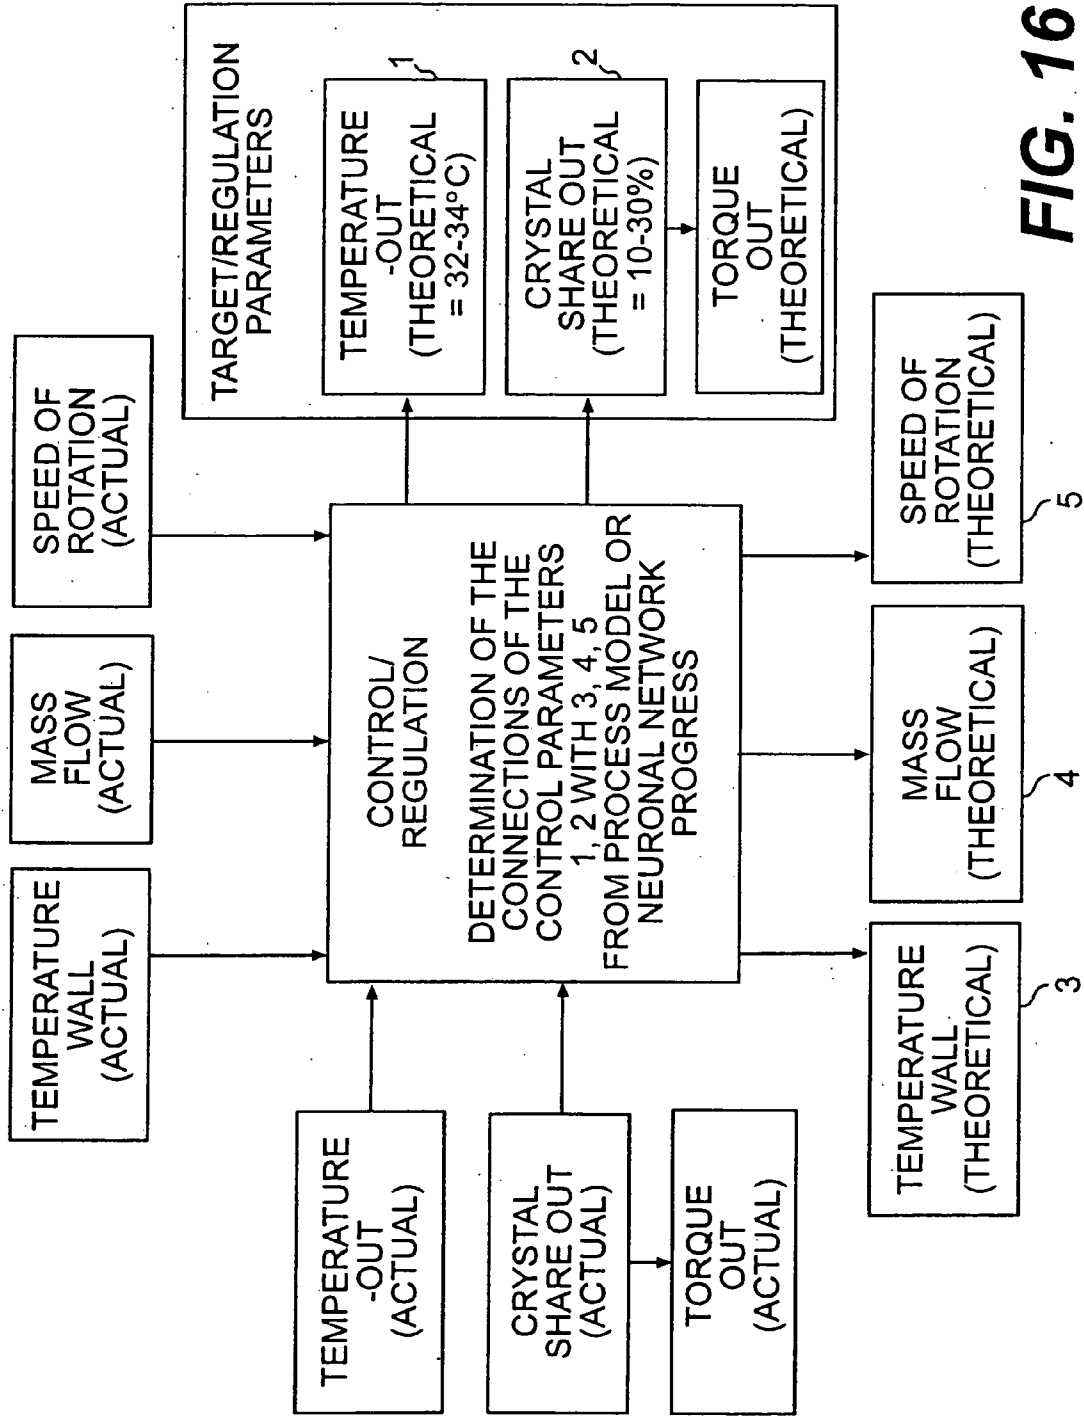 TEMPERATURE
WALL
(ACTUAL)
MASS
FLOW
(ACTUAL)
SPEED OF
ROTATION
(ACTUAL)
TEMPERATURE
-OUT
(ACTUAL)
CRYSTAL
SHARE OUT
(ACTUAL)
TORQUE
OUT
(ACTUAL)
CONTROL/
REGULATION
DETERMINATION OF THE
CONNECTIONS OF THE
CONTROL PARAMETERS
1, 2 WITH 3, 4, 5
FROM PROCESS MODEL OR
NEURONAL NETWORK
PROGRESS
TARGET/REGULATION
PARAMETERS
TEMPERATURE
-OUT
(THEORETICAL
= 32-34°C)
1
CRYSTAL
SHARE OUT
(THEORETICAL
= 10-30%)
2
TORQUE
OUT
(THEORETICAL)
TEMPERATURE
WALL
(THEORETICAL)
3
MASS
FLOW
(THEORETICAL)
4
SPEED OF
ROTATION
(THEORETICAL)
5
FIG. 16